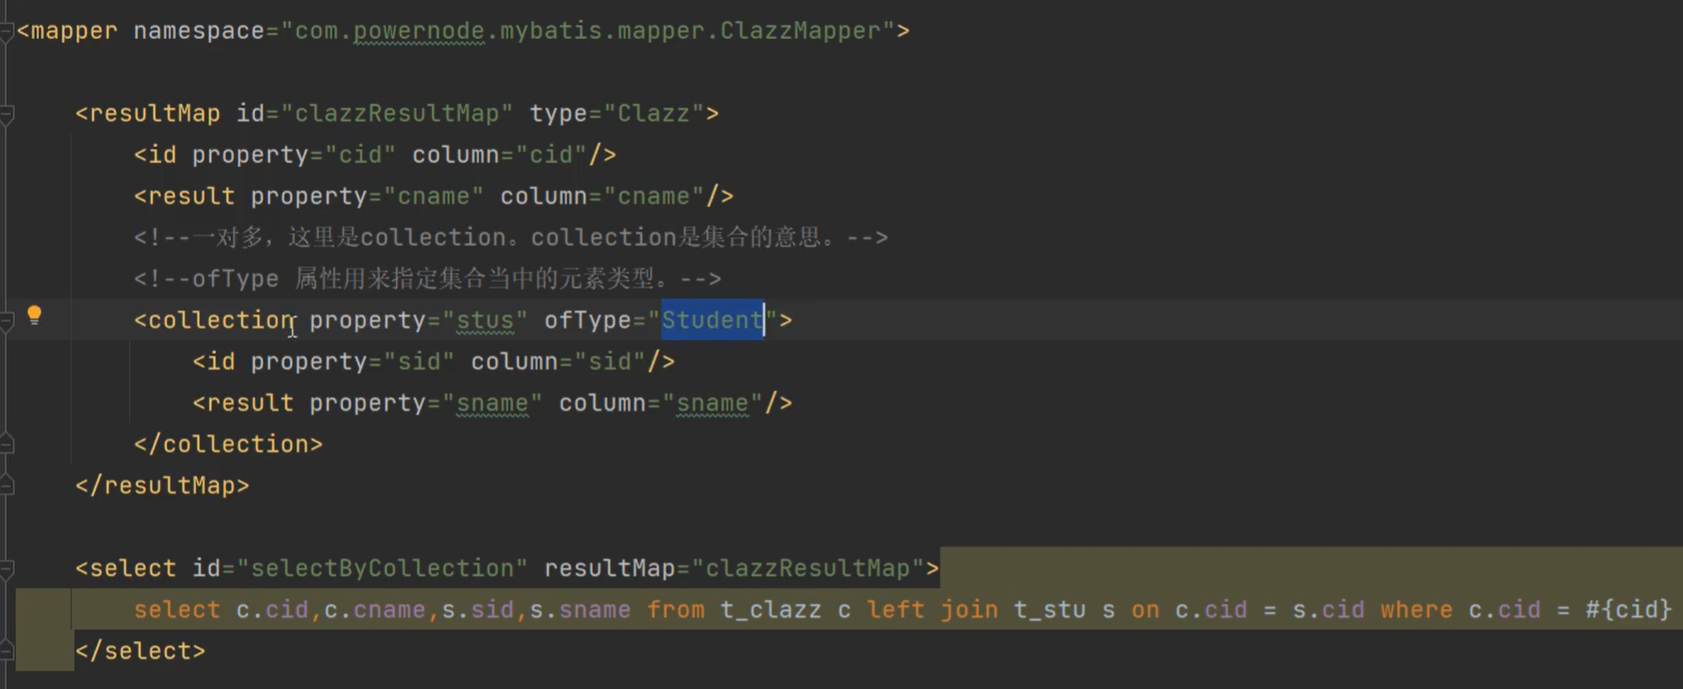 <mapper namespace="com.powernode.mybatis.mapper.ClazzMapper">
<resultMap id="clazzResultMap" type="Clazz">
<id property="cid" column="cid"/>
<result property="cname" column="cname"/>
<!--一对多，这里是collection。collection是集合的意思。-->
<!--ofType 属性用来指定集合当中的元素类型。-->
<collection property="stus" ofType="Student">
<id property="sid" column="sid"/>
<result property="sname" column="sname"/>
</collection>
</resultMap>
<select id="selectByCollection" resultMap="clazzResultMap">
select c.cid,c.cname,s.sid,s.sname from t_clazz c left join t_stu s on c.cid = s.cid where c.cid = #{cid}
</select>